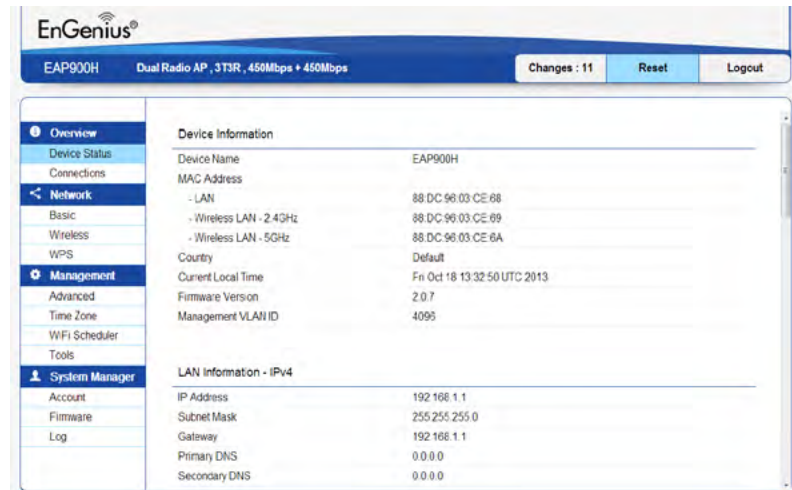 EnGenius®
EAP900H Dual Radio AP , 3T3R , 450Mbps + 450Mbps Changes : 11 Reset Logout
Overview
Device Status
Connections
Network
Basic
Wireless
WPS
Management
Advanced
Time Zone
WiFi Scheduler
Tools
System Manager
Account
Firmware
Log
Device Information
Device Name EAP900H
MAC Address
- LAN 88:DC:96:03:CE:68
- Wireless LAN - 2.4GHz 88:DC:96:03:CE:69
- Wireless LAN - 5GHz 88:DC:96:03:CE:6A
Country Default
Current Local Time Fri Oct 18 13:32:50 UTC 2013
Firmware Version 2.0.7
Management VLAN ID 4096
LAN Information - IPv4
IP Address 192.168.1.1
Subnet Mask 255.255.255.0
Gateway 192.168.1.1
Primary DNS 0.0.0.0
Secondary DNS 0.0.0.0